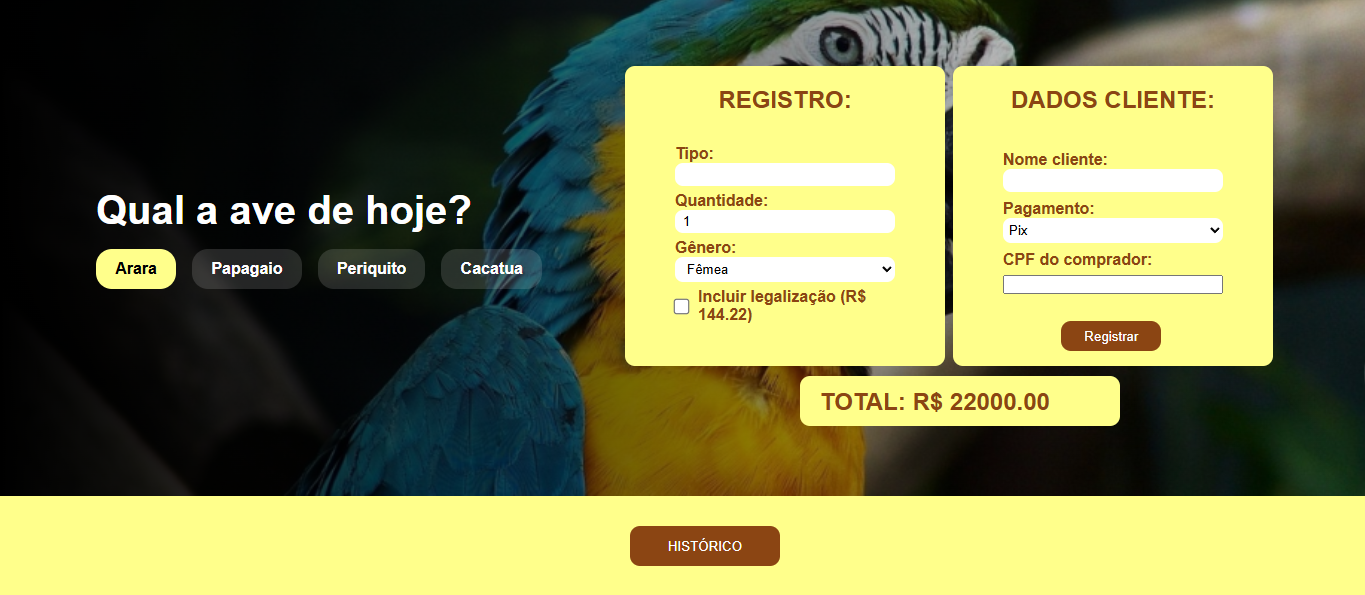 Qual a ave de hoje?
Arara
Papagaio
Periquito
Cacatua
REGISTRO:
Tipo:
Quantidade:
1
Gênero:
Fêmea
Incluir legalização (R$
144.22)
DADOS CLIENTE:
Nome cliente:
Pagamento:
Pix
CPF do comprador:
Registrar
TOTAL: R$ 22000.00
HISTÓRICO